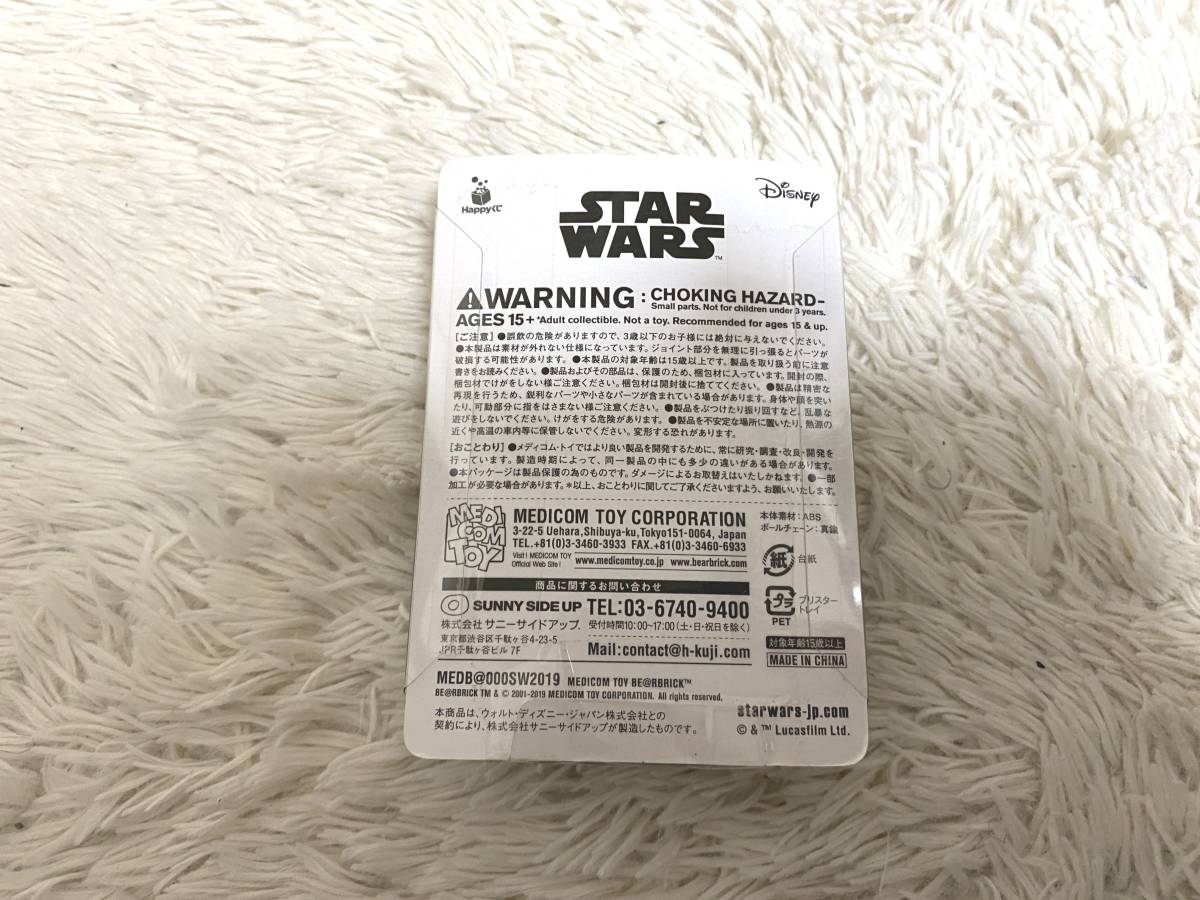 Happyくじ
Disney
STAR
WARS™
⚠WARNING : CHOKING HAZARD-
Small parts. Not for children under 3 years.
AGES 15+ *Adult collectible. Not a toy. Recommended for ages 15 & up.
[ご注意] ●誤飲の危険がありますので、3歳以下のお子様には絶対に与えないでください。
●本製品は素材が外れない仕様になっています。ジョイント部分を無理に引っ張るとパーツが
破損する可能性があります。 ●本製品の対象年齢は15歳以上です。製品を取り扱う前に注意
書きをお読みください。 ●製品およびその部品は、保護のため、梱包材に入っています。開封の際、
梱包材でけがをしない様ご注意ください。梱包材は開封後に捨ててください。 ●製品は精密な
再現を行うため、鋭利なパーツや小さなパーツが含まれている場合があります。身体や顔を突い
たり、可動部分に指をはさまない様ご注意ください。 ●製品をぶつけたり振り回すなど、乱暴な
遊びをしないでください。けがをする危険があります。 ●製品を不安定な場所に置いたり、熱源の
近くや高温の車内等に保管しないでください。変形する恐れがあります。
[おことわり] ●メディコム・トイではより良い製品を開発するために、常に研究・調査・改良・開発を
行っています。製造時期によって、同一製品の中にも多少の違いがある場合があります。
●本パッケージは製品保護の為のものです。ダメージによるお取替えはいたしかねます。 ●一部
加工が必要な場合があります。*以上、おことわりに関してご了承くださいますよう、お願いいたします。
MEDI
COM
TOY
MEDICOM TOY CORPORATION
3-22-5 Uehara,Shibuya-ku,Tokyo151-0064, Japan
TEL.+81(0)3-3460-3933 FAX.+81(0)3-3460-6933
Visit! MEDICOM TOY
Official Web Site!
www.medicomtoy.co.jp www.bearbrick.com
本体素材：ABS
ボールチェーン：真鍮
紙 台紙
プラ
PET
ブリスター
トレイ
商品に関するお問い合わせ
SUNNY SIDE UP TEL:03-6740-9400
株式会社 サニーサイドアップ. 受付時間10:00〜17:00(土・日・祝日を除く)
東京都渋谷区千駄ヶ谷4-23-5
JPR千駄ヶ谷ビル 7F
Mail:contact@h-kuji.com
対象年齢15歳以上
MADE IN CHINA
MEDB@000SW2019 MEDICOM TOY BE@RBRICK™
BE@RBRICK TM & © 2001-2019 MEDICOM TOY CORPORATION. All rights reserved.
本商品は、ウォルト・ディズニー・ジャパン株式会社との
契約により、株式会社サニーサイドアップが製造したものです。
starwars-jp.com
© & ™ Lucasfilm Ltd.